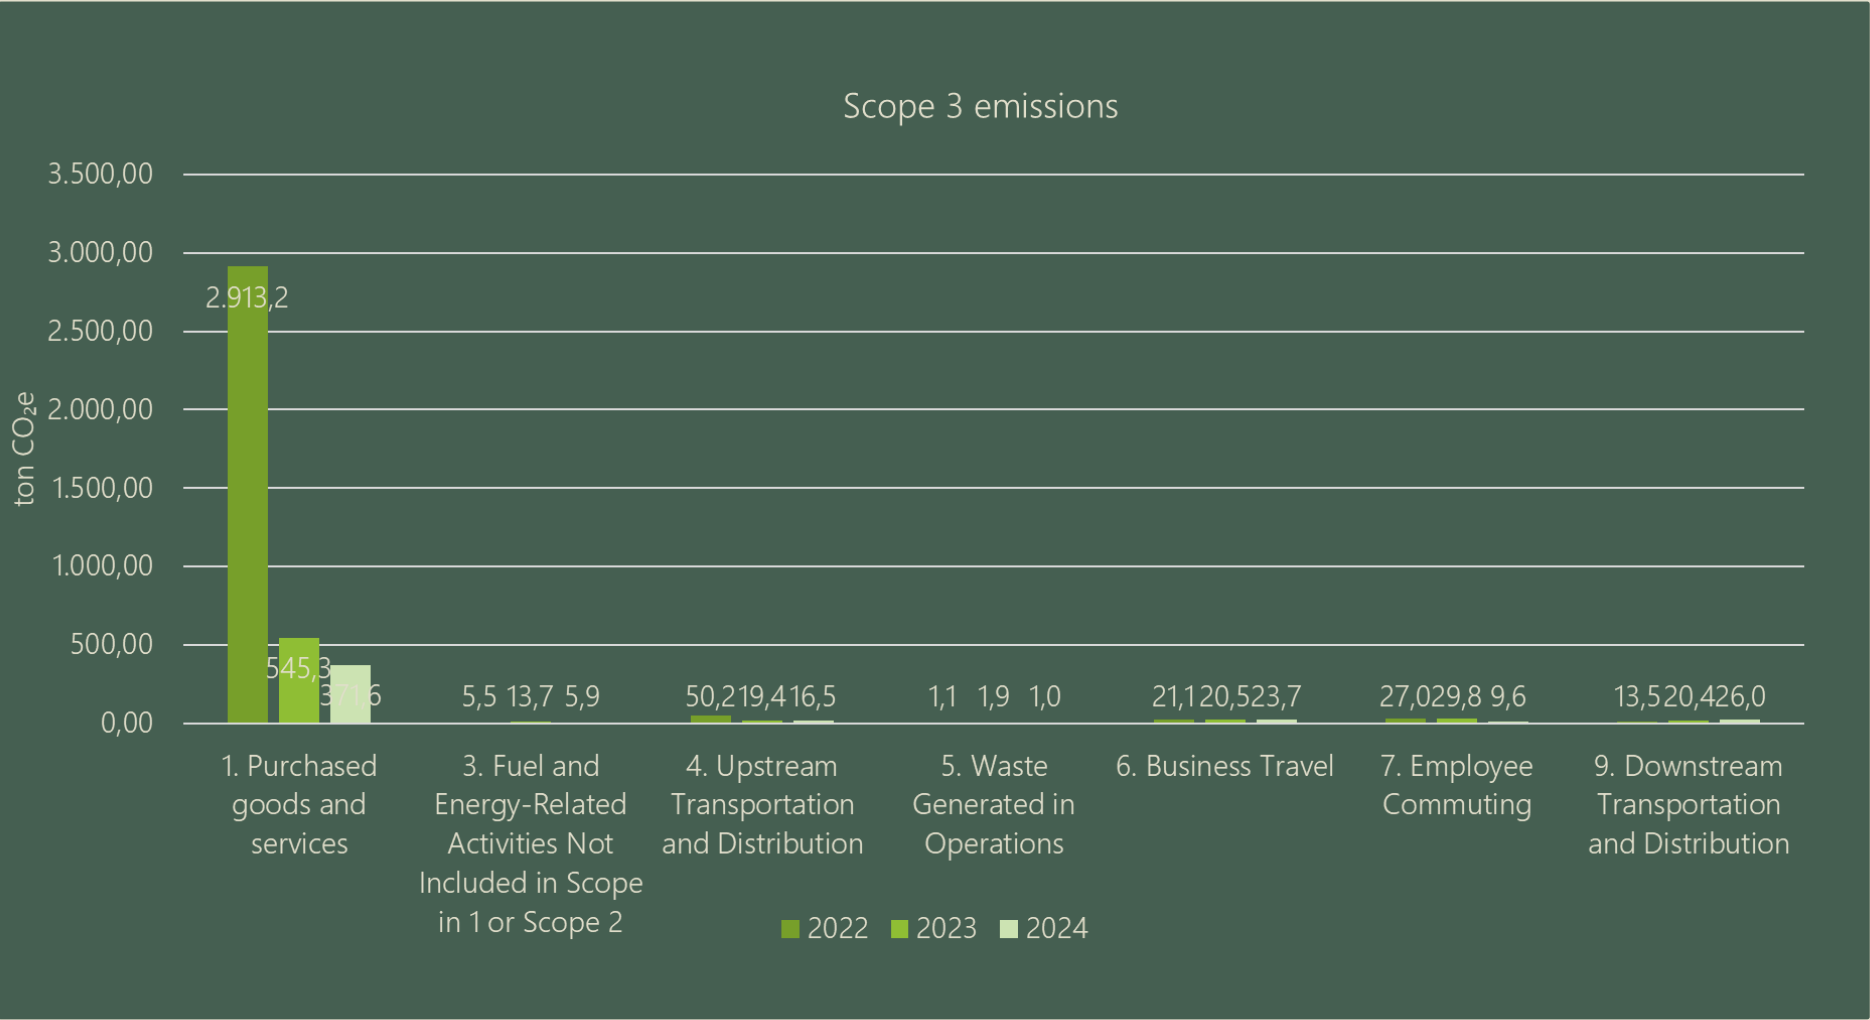 Scope 3 emissions
3.500,00
3.000,00
2.500,00
2.000,00
1.500,00
1.000,00
500,00
0,00
ton CO₂e
2.913,2
545,3
371,6
5,5 13,7 5,9
50,2 19,4 16,5
1,1 1,9 1,0
21,1 20,5 23,7
27,0 29,8 9,6
13,5 20,4 26,0
1. Purchased
goods and
services
3. Fuel and
Energy-Related
Activities Not
Included in Scope
in 1 or Scope 2
4. Upstream
Transportation
and Distribution
5. Waste
Generated in
Operations
6. Business Travel
7. Employee
Commuting
9. Downstream
Transportation
and Distribution
2022 2023 2024